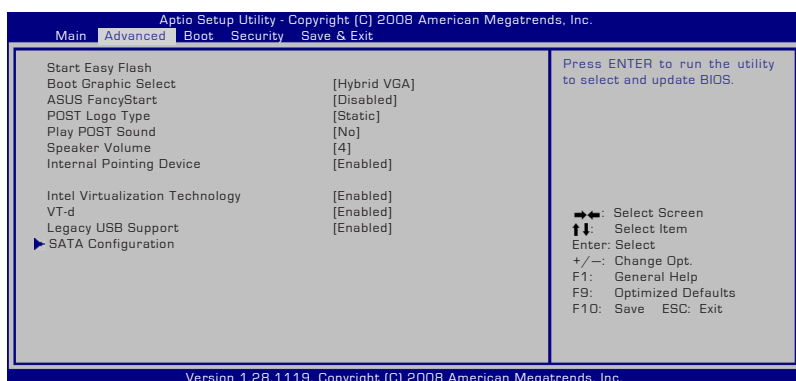 Aptio Setup Utility - Copyright (C) 2008 American Megatrends, Inc.
Main Advanced Boot Security Save & Exit
Start Easy Flash
Boot Graphic Select [Hybrid VGA]
ASUS FancyStart [Disabled]
POST Logo Type [Static]
Play POST Sound [No]
Speaker Volume [4]
Internal Pointing Device [Enabled]
Intel Virtualization Technology [Enabled]
VT-d [Enabled]
Legacy USB Support [Enabled]
SATA Configuration
Press ENTER to run the utility
to select and update BIOS.
→←: Select Screen
↑↓: Select Item
Enter: Select
+/—: Change Opt.
F1: General Help
F9: Optimized Defaults
F10: Save ESC: Exit
Version 1.28.1119. Copyright (C) 2008 American Megatrends, Inc.